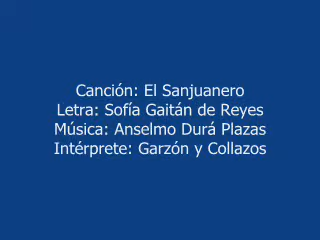 Canción: El Sanjuanero
Letra: Sofía Gaitán de Reyes
Música: Anselmo Durá Plazas
Intérprete: Garzón y Collazos